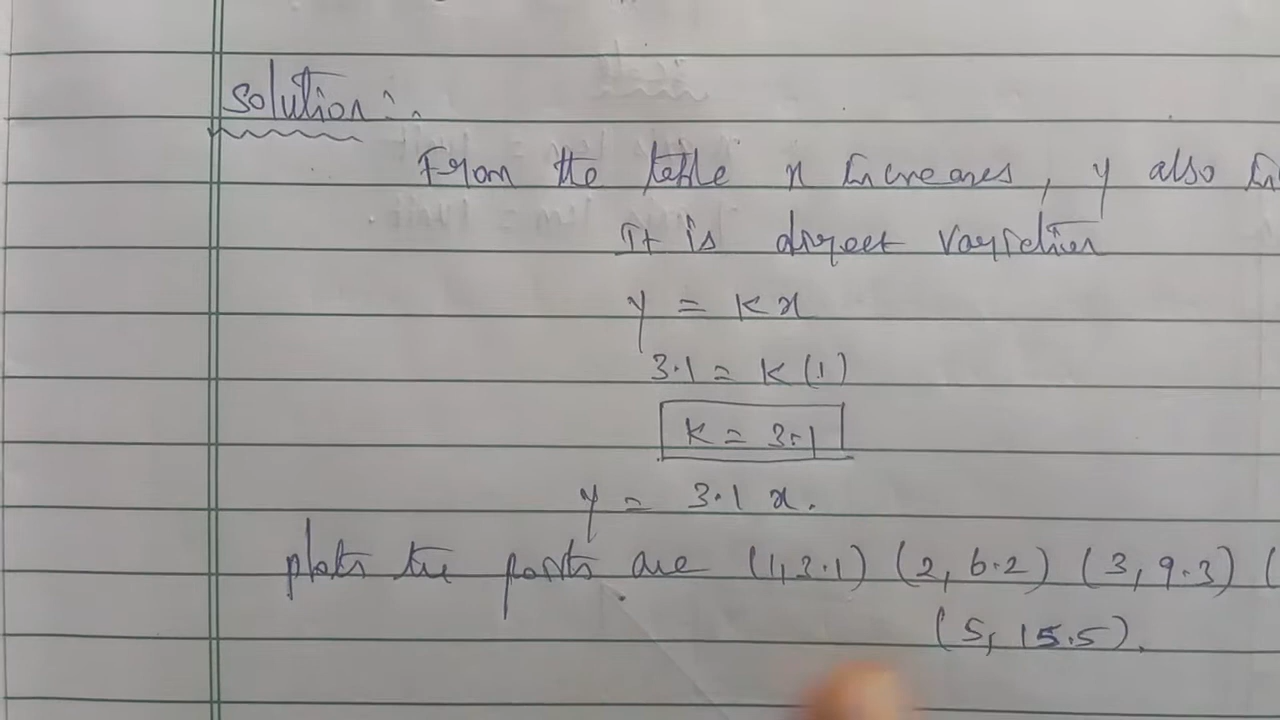 Solution :-
From the table x increases, y also In
It is direct variation
y = kx
3.1 = k(1)
k = 3.1
y = 3.1 x.
plots the points are (1,3.1) (2, 6.2) (3, 9.3) (
(5, 15.5).